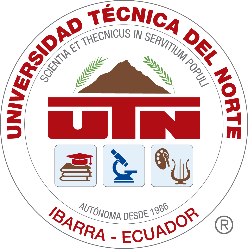 UNIVERSIDAD TÉCNICA DEL NORTE
SCIENTIA ET THECNICUS IN SERVITIUM POPULI
UTN
AUTÓNOMA DESDE 1986
IBARRA - ECUADOR
®